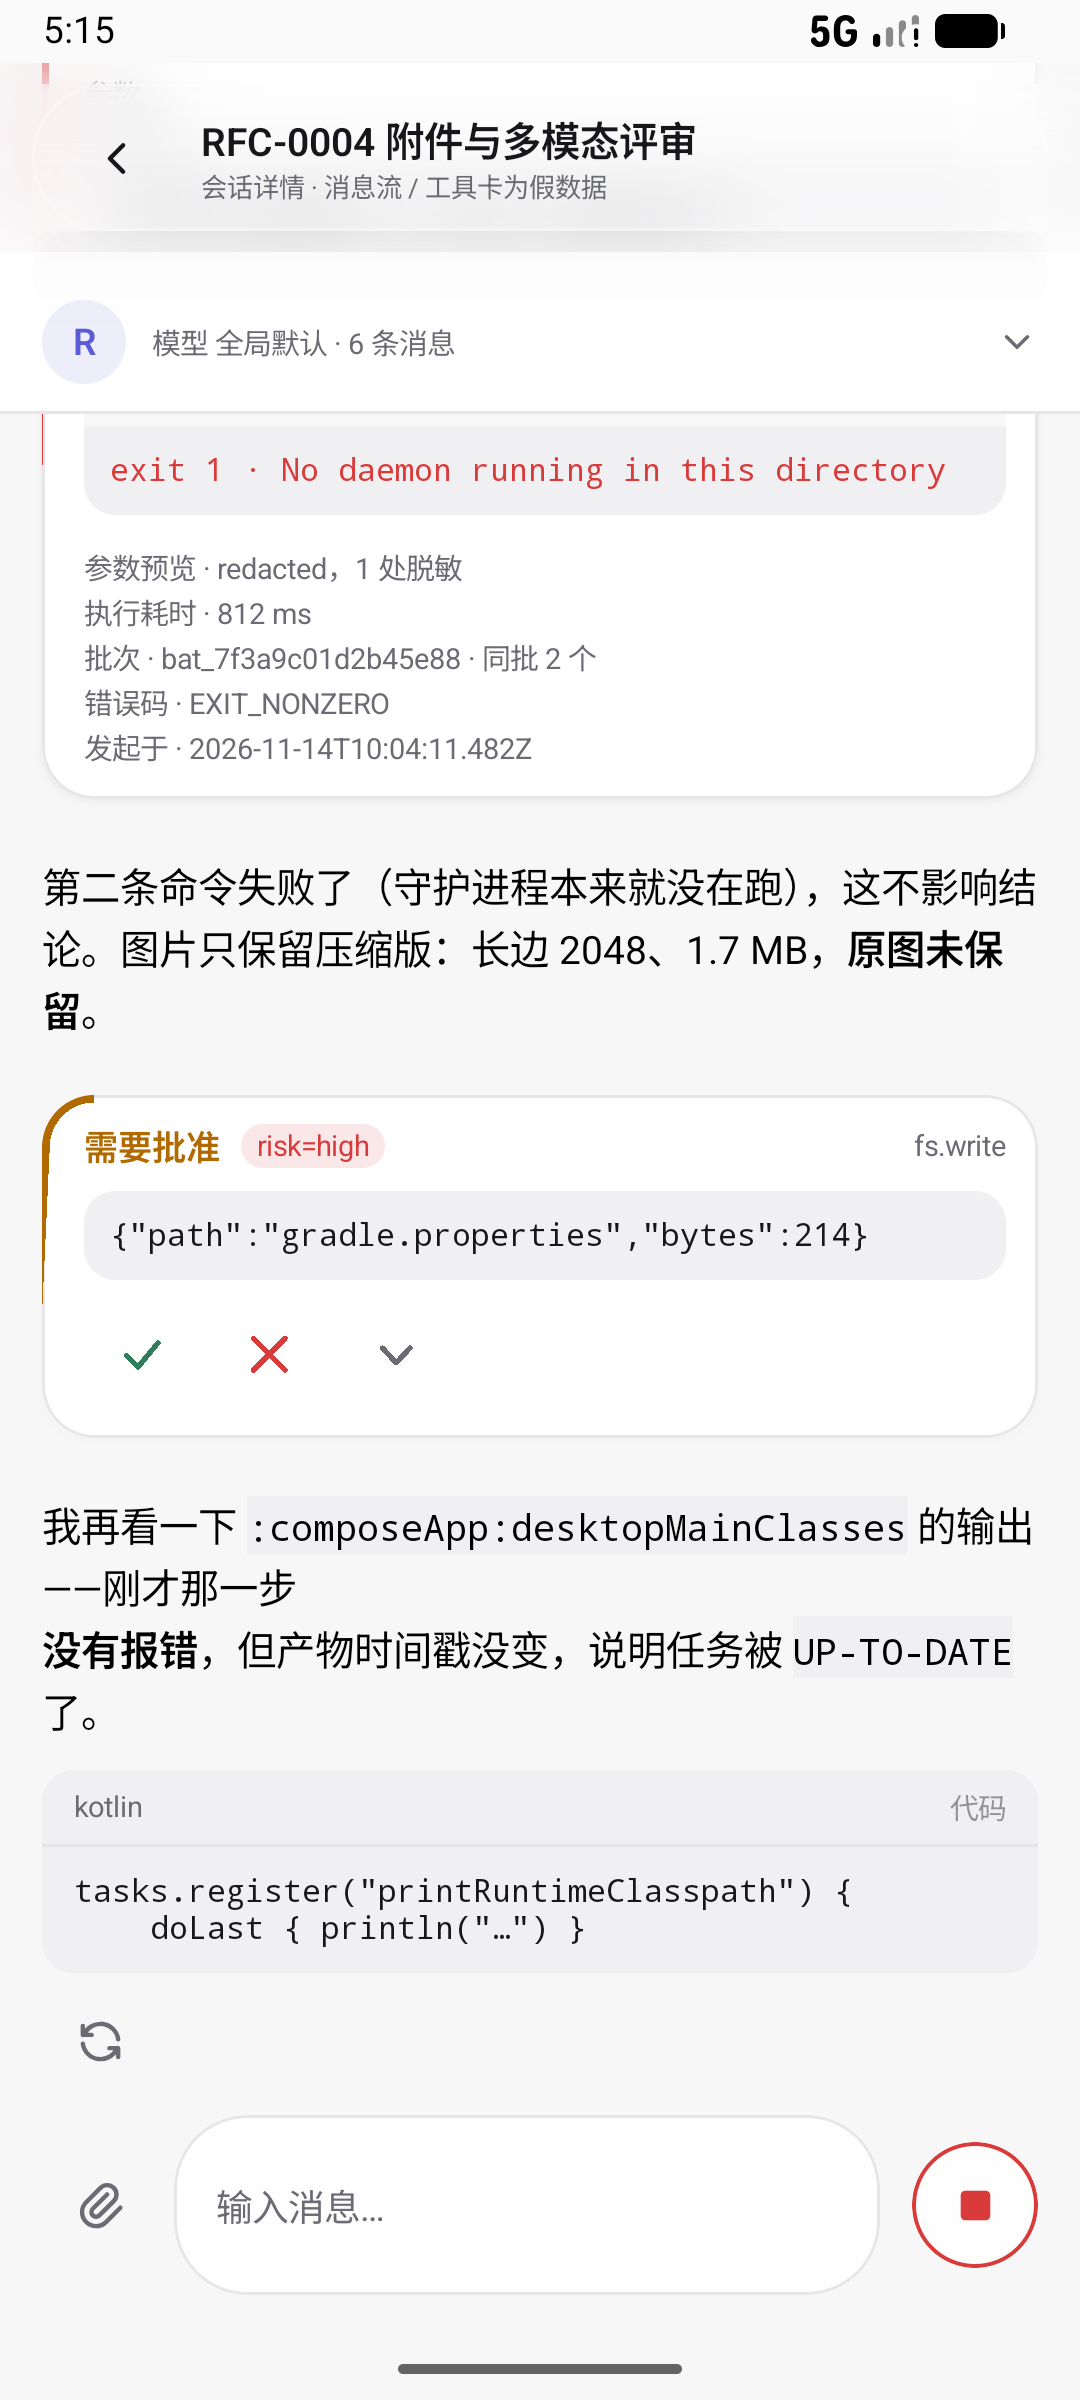 5:15
5G
参数
RFC-0004 附件与多模态评审
会话详情 · 消息流 / 工具卡为假数据
R
模型 全局默认 · 6 条消息
exit 1 · No daemon running in this directory
参数预览 · redacted，1 处脱敏
执行耗时 · 812 ms
批次 · bat_7f3a9c01d2b45e88 · 同批 2 个
错误码 · EXIT_NONZERO
发起于 · 2026-11-14T10:04:11.482Z
第二条命令失败了（守护进程本来就没在跑），这不影响结
论。图片只保留压缩版：长边 2048、1.7 MB，原图未保
留。
需要批准 risk=high fs.write
{"path":"gradle.properties","bytes":214}
我再看一下 :composeApp:desktopMainClasses 的输出
——刚才那一步
没有报错，但产物时间戳没变，说明任务被 UP-TO-DATE
了。
kotlin 代码
tasks.register("printRuntimeClasspath") {
    doLast { println("…") }
输入消息…